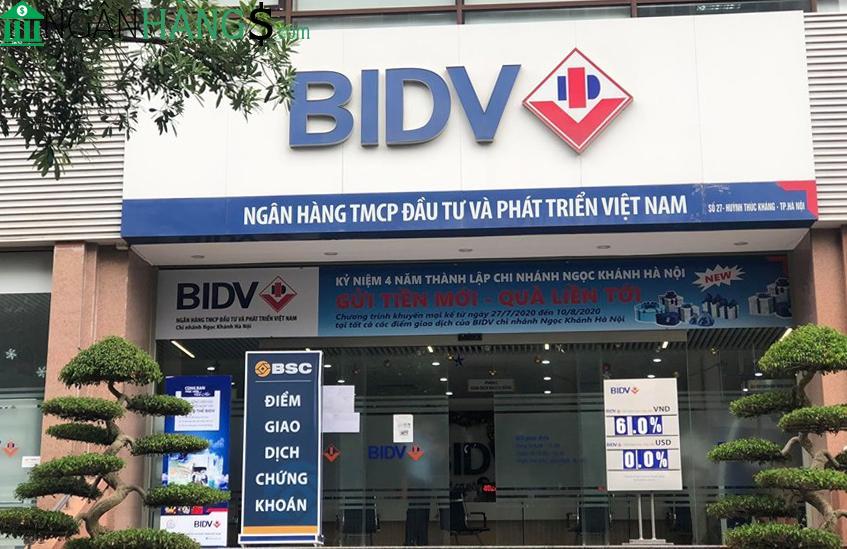 NGÂNHÀNG$.com
BIDV
NGÂN HÀNG TMCP ĐẦU TƯ VÀ PHÁT TRIỂN VIỆT NAM
SỐ 27- HUỲNH THÚC KHÁNG - TP.HÀ NỘI
BIDV
NGÂN HÀNG TMCP ĐẦU TƯ VÀ PHÁT TRIỂN VIỆT NAM
Chi nhánh Ngọc Khánh Hà Nội
KỶ NIỆM 4 NĂM THÀNH LẬP CHI NHÁNH NGỌC KHÁNH HÀ NỘI
GỬI TIỀN MỚI - QUÀ LIỀN TỚI
Chương trình khuyến mại kể từ ngày 27/7/2020 đến 10/8/2020
tại tất cả các điểm giao dịch của BIDV chi nhánh Ngọc Khánh Hà Nội
NEW
BSC
ĐIỂM
GIAO
DỊCH
CHỨNG
KHOÁN
BIDV
BIDV
BID
BIDV
VND
6.0%
USD
0.0%